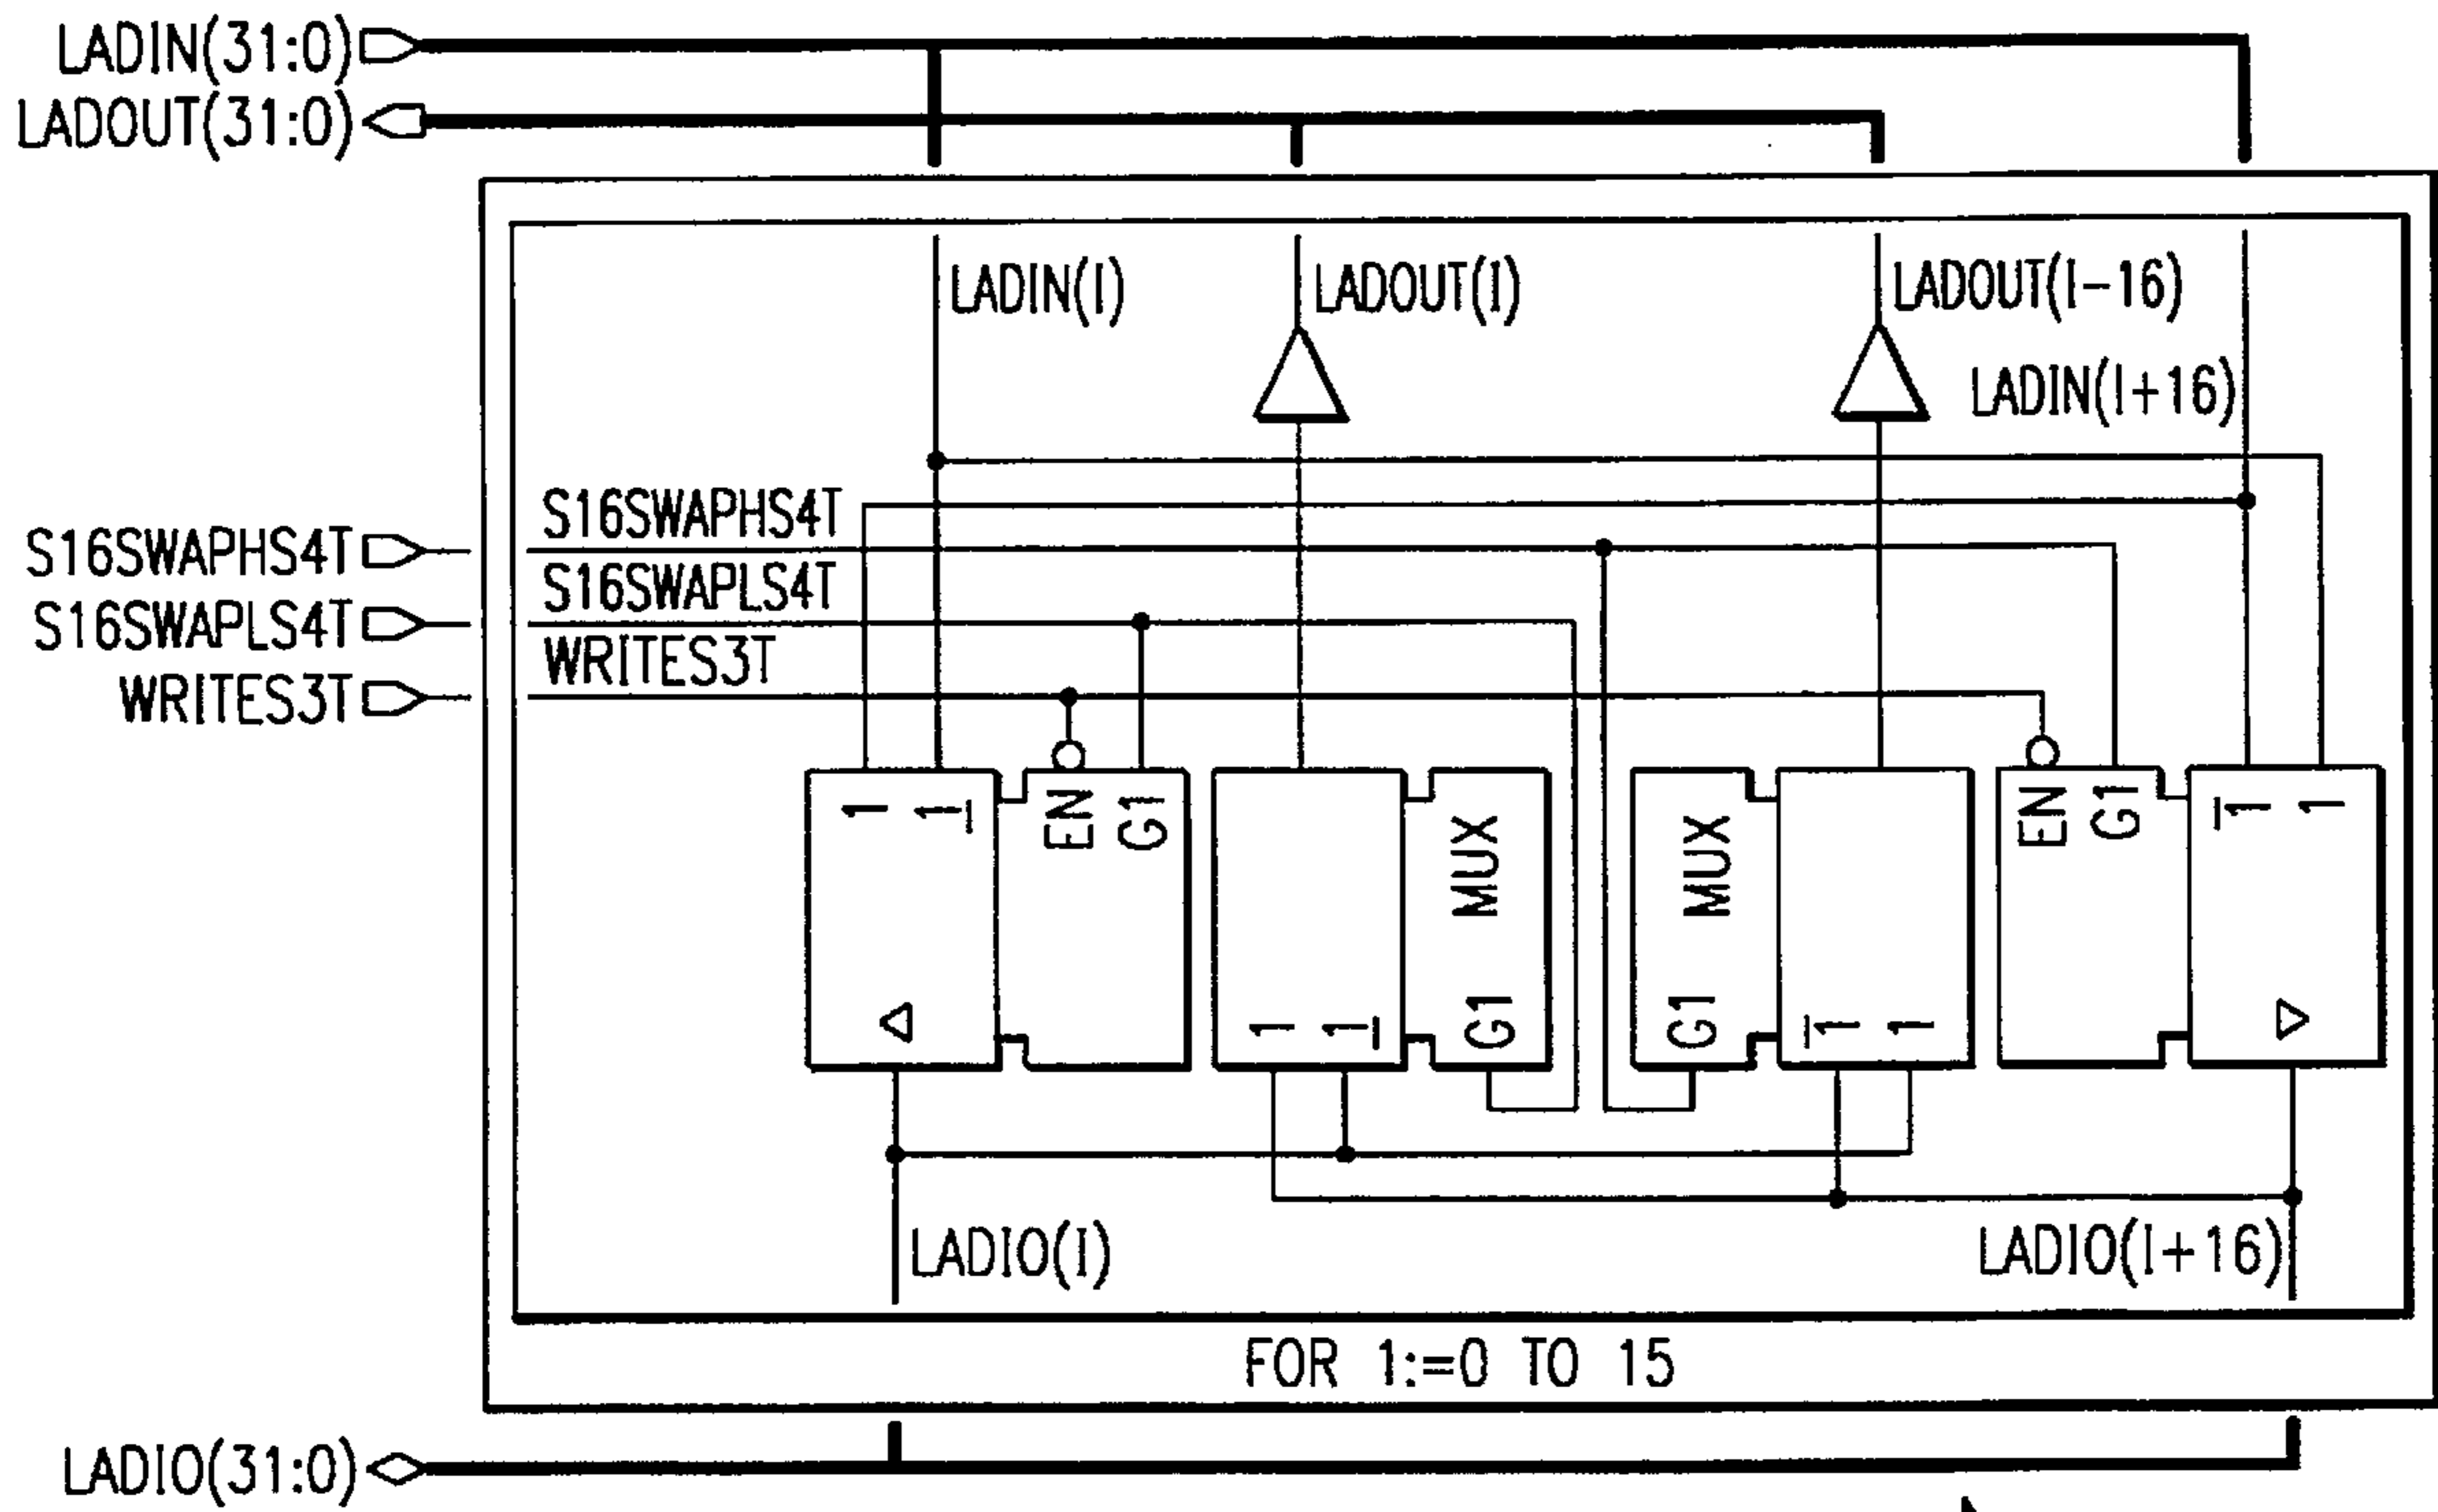 LADIN(31:0)
LADOUT(31:0)
LADIN(I)
LADOUT(I)
LADOUT(I-16)
LADIN(I+16)
S16SWAPHS4T
S16SWAPHS4T
S16SWAPLS4T
S16SWAPLS4T
WRITES3T
WRITES3T
1 1 EN G1 MUX MUX EN G1 1 1
1 1 G1 G1 1 1
LADIO(I)
LADIO(I+16)
FOR 1:=0 TO 15
LADIO(31:0)